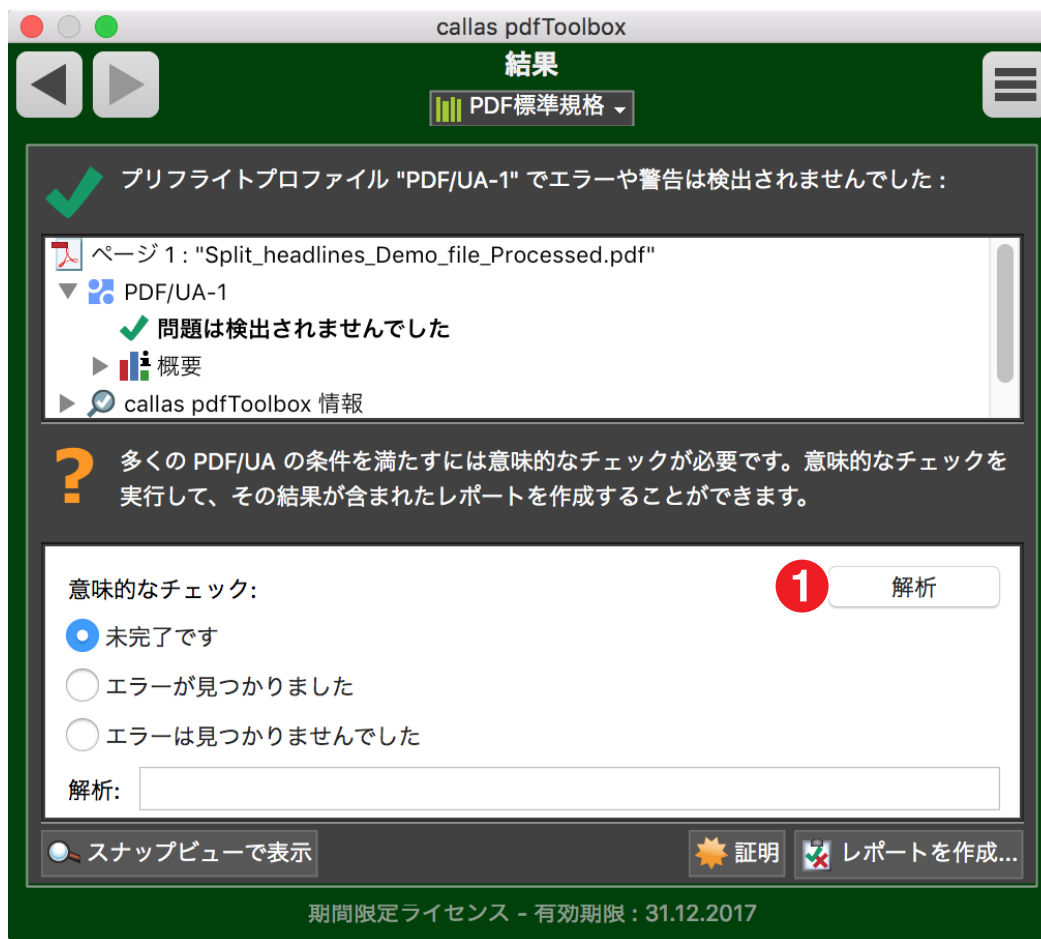 callas pdfToolbox
結果
PDF標準規格
プリフライトプロファイル "PDF/UA-1" でエラーや警告は検出されませんでした :
ページ 1 : "Split_headlines_Demo_file_Processed.pdf"
PDF/UA-1
問題は検出されませんでした
概要
callas pdfToolbox 情報
? 多くの PDF/UA の条件を満たすには意味的なチェックが必要です。意味的なチェックを
実行して、その結果が含まれたレポートを作成することができます。
意味的なチェック:
1 解析
未完了です
エラーが見つかりました
エラーは見つかりませんでした
解析:
スナップビューで表示 証明 レポートを作成...
期間限定ライセンス - 有効期限 : 31.12.2017